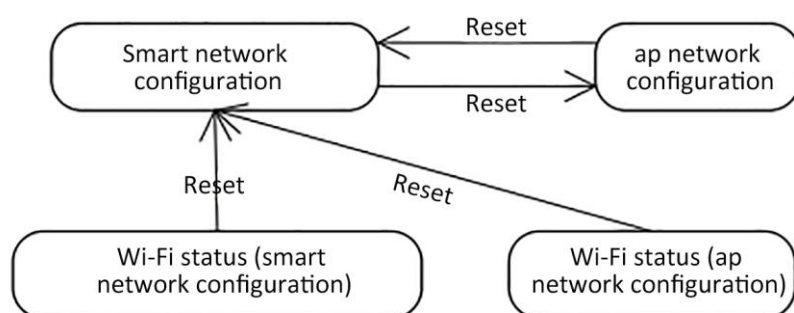 Reset
Smart network
configuration
ap network
configuration
Reset
Reset
Reset
Wi-Fi status (smart
network configuration)
Wi-Fi status (ap
network configuration)